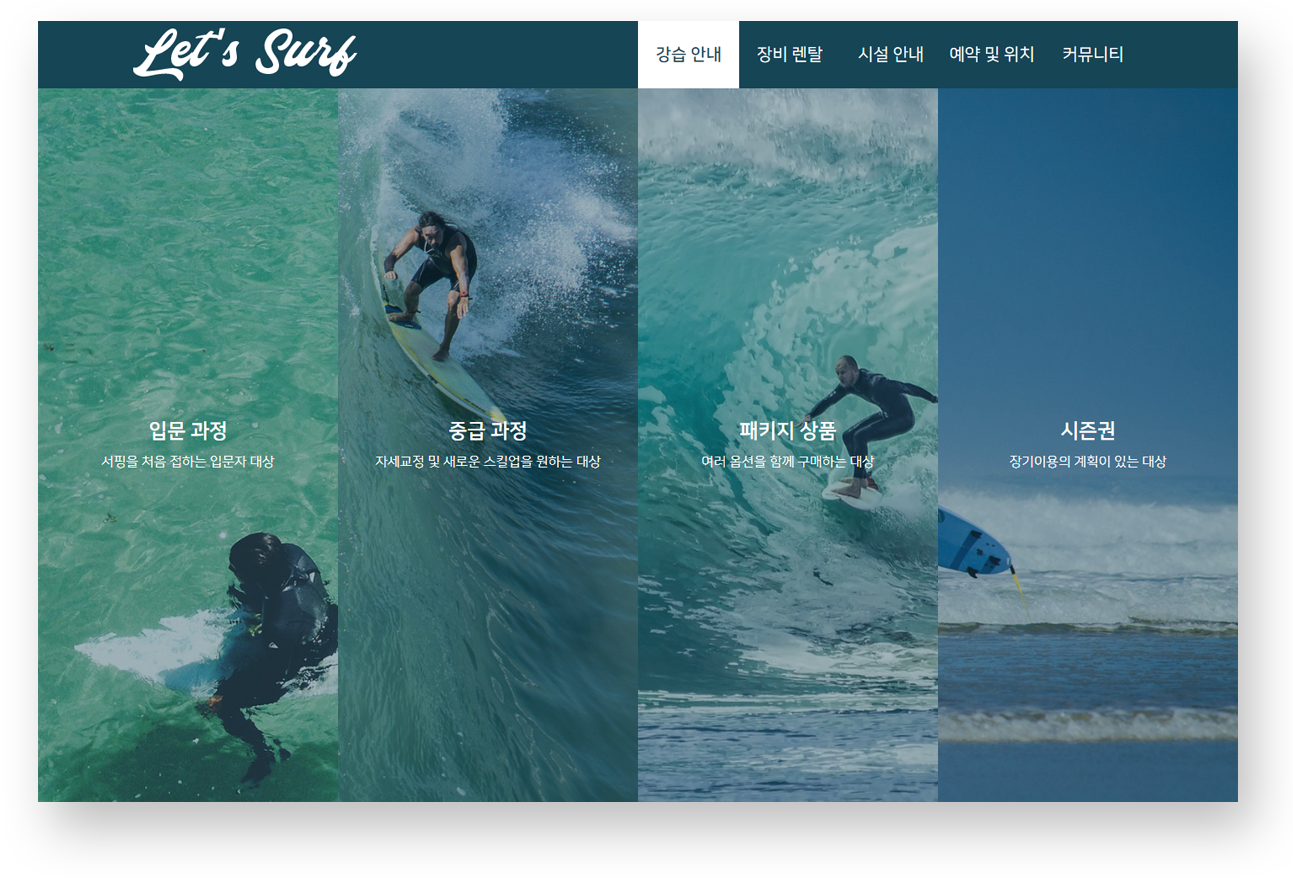 Let's Surf
강습 안내 장비 렌탈 시설 안내 예약 및 위치 커뮤니티
입문 과정
서핑을 처음 접하는 입문자 대상
중급 과정
자세교정 및 새로운 스킬업을 원하는 대상
패키지 상품
여러 옵션을 함께 구매하는 대상
시즌권
장기이용의 계획이 있는 대상